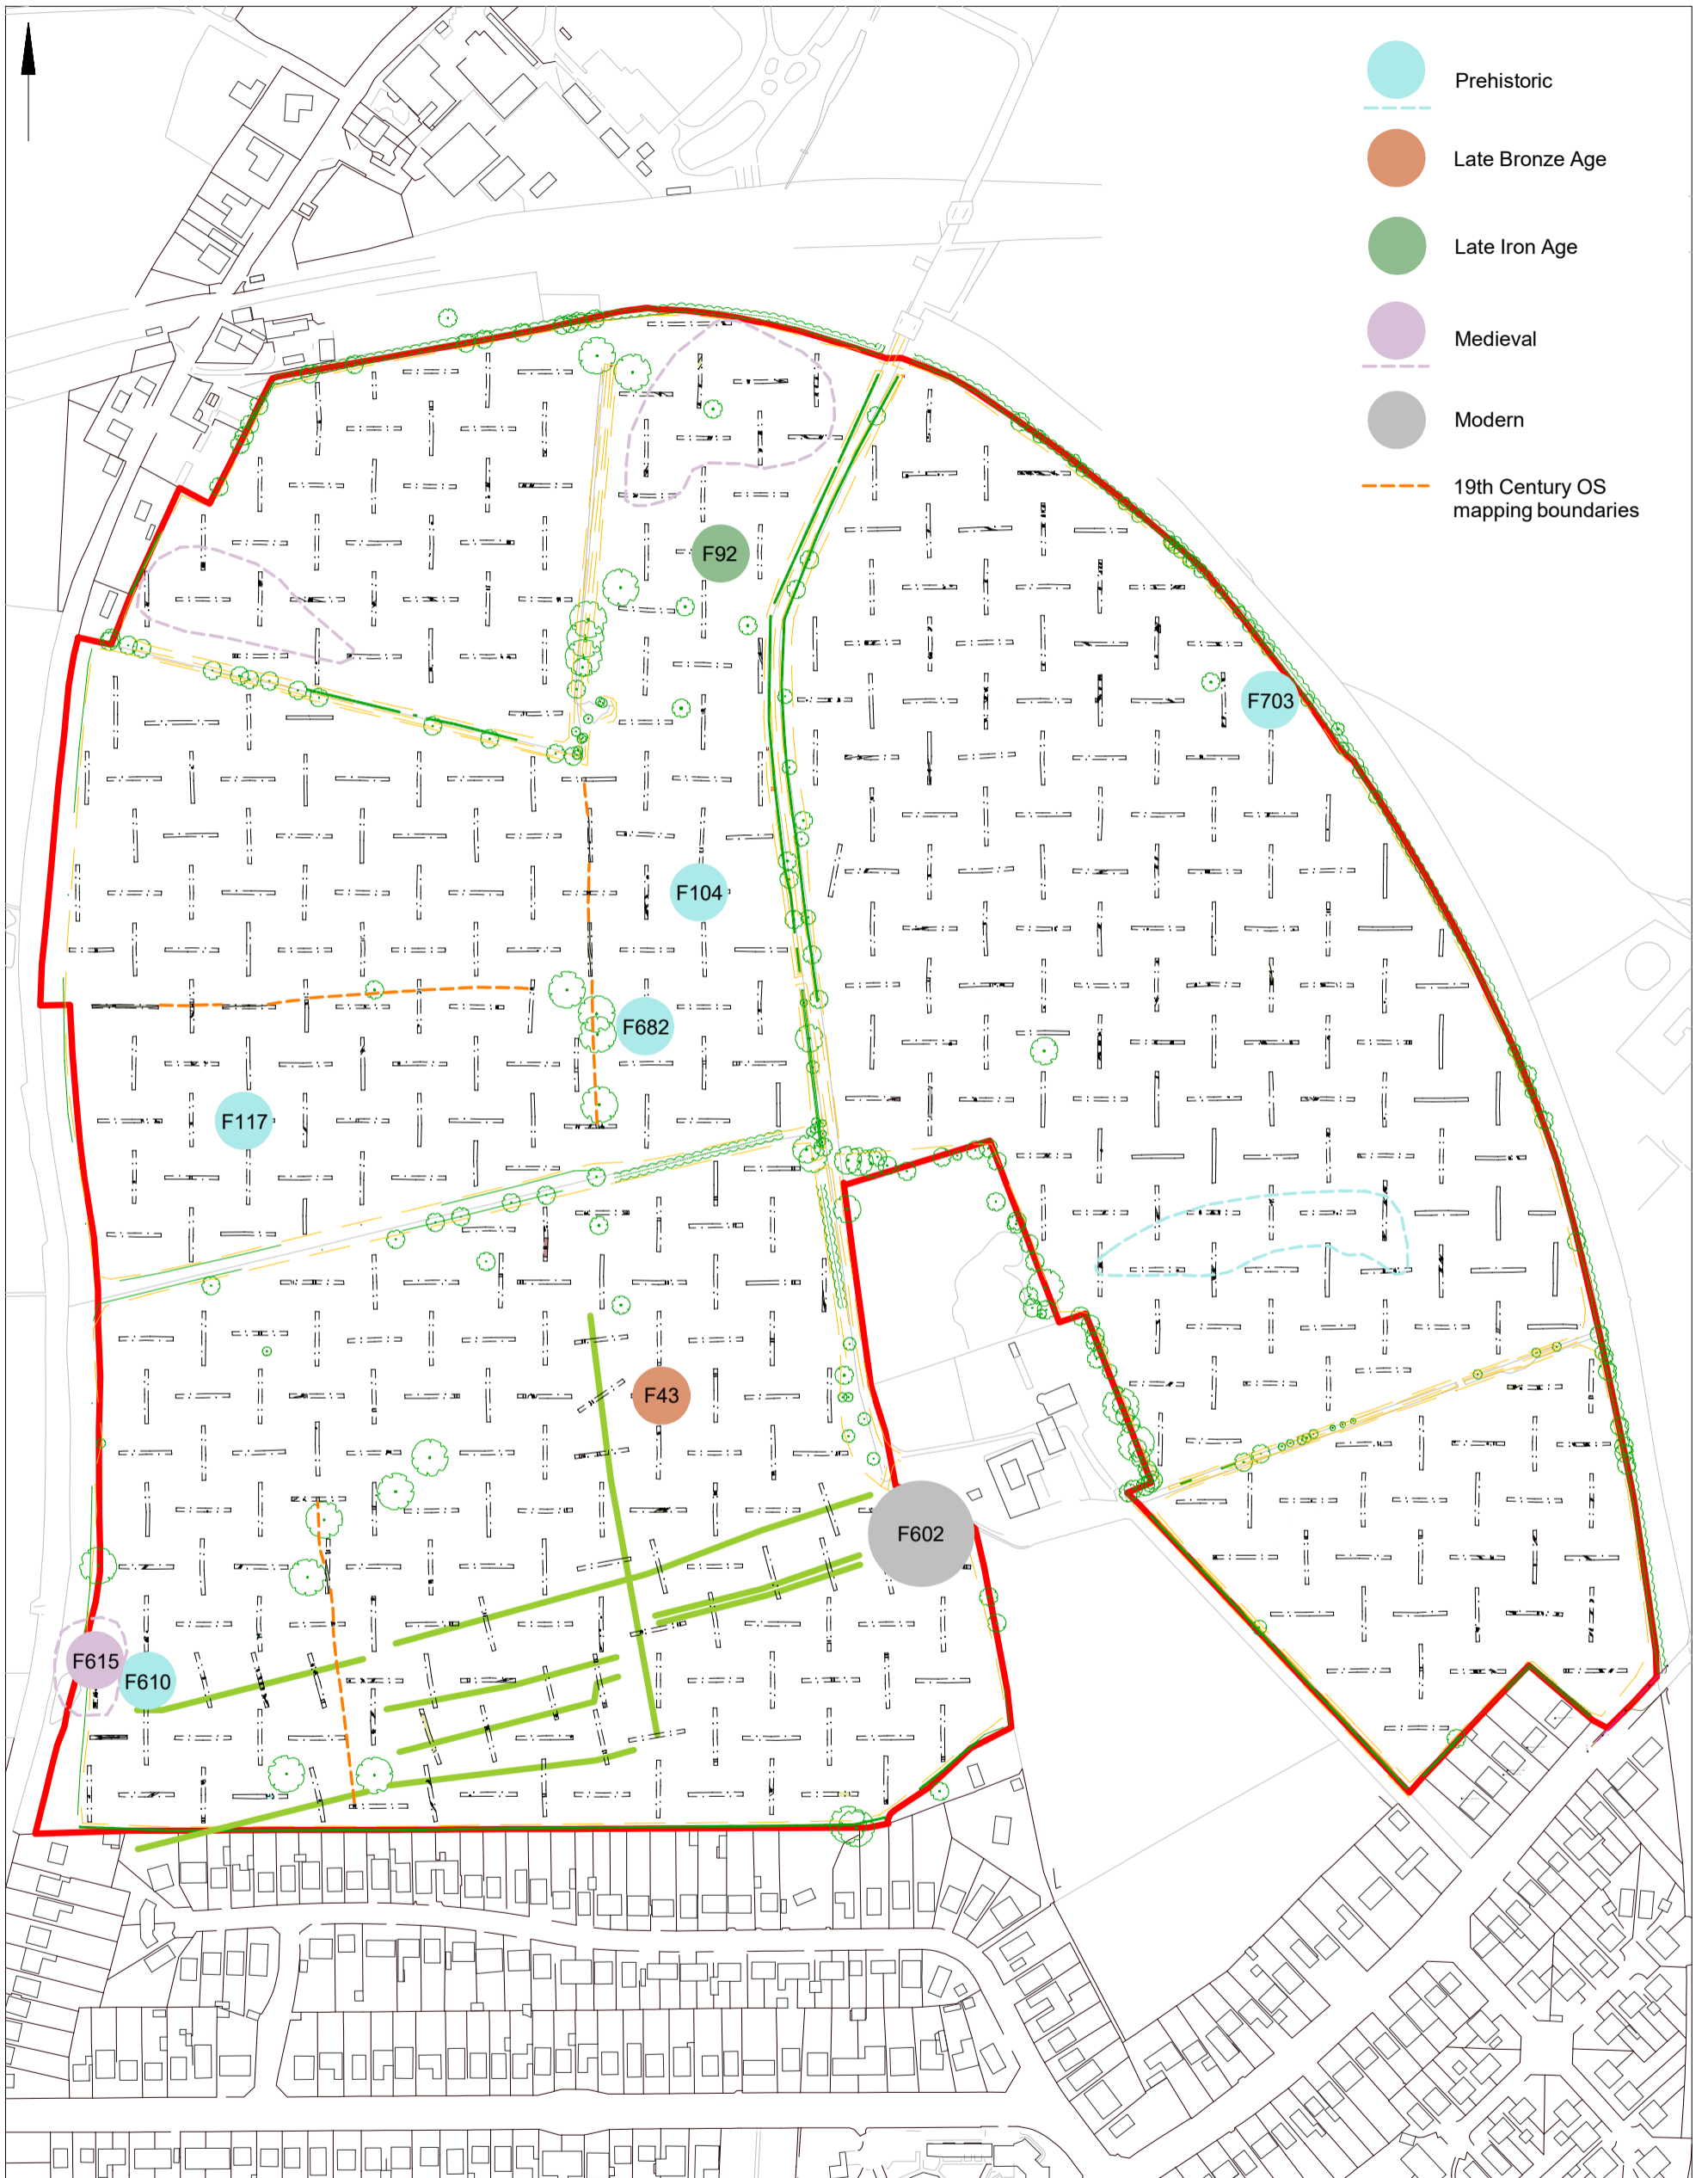 Prehistoric
Late Bronze Age
Late Iron Age
Medieval
Modern
19th Century OS
mapping boundaries
F92
F703
F104
F682
F117
F43
F602
F615
F610